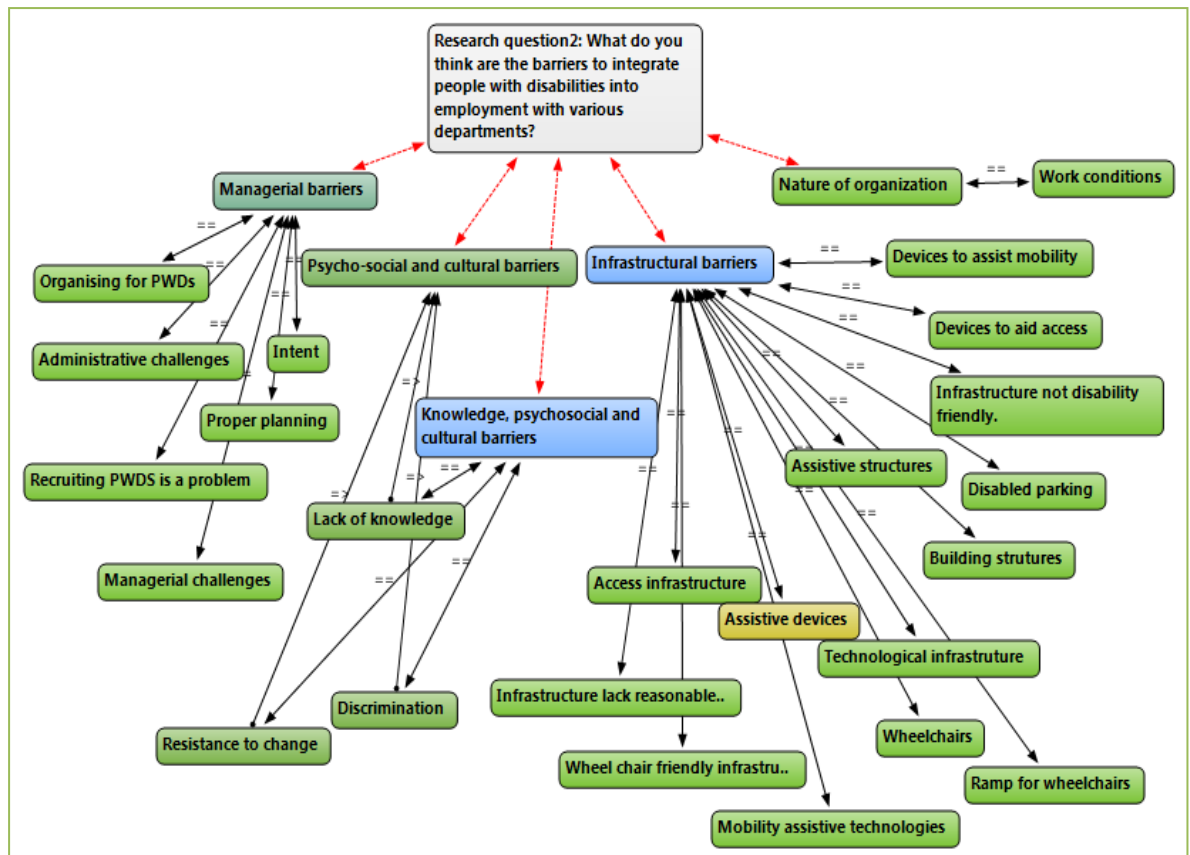 Research question2: What do you
think are the barriers to integrate
people with disabilities into
employment with various
departments?
Managerial barriers
Nature of organization
==
Work conditions
Psycho-social and cultural barriers
Infrastructural barriers
==
Devices to assist mobility
==
Organising for PWDs
==
==
==
Devices to aid access
==
Administrative challenges
Intent
==
==
==
==
Infrastructure not disability
friendly.
Proper planning
Knowledge, psychosocial and
cultural barriers
==
==
Recruiting PWDS is a problem
=>
=>
==
==
==
==
Assistive structures
Disabled parking
=>
Lack of knowledge
==
==
Building strutures
Managerial challenges
==
==
Access infrastructure
Assistive devices
Technological infrastruture
Infrastructure lack reasonable..
Discrimination
Resistance to change
Wheelchairs
Wheel chair friendly infrastru..
Ramp for wheelchairs
Mobility assistive technologies